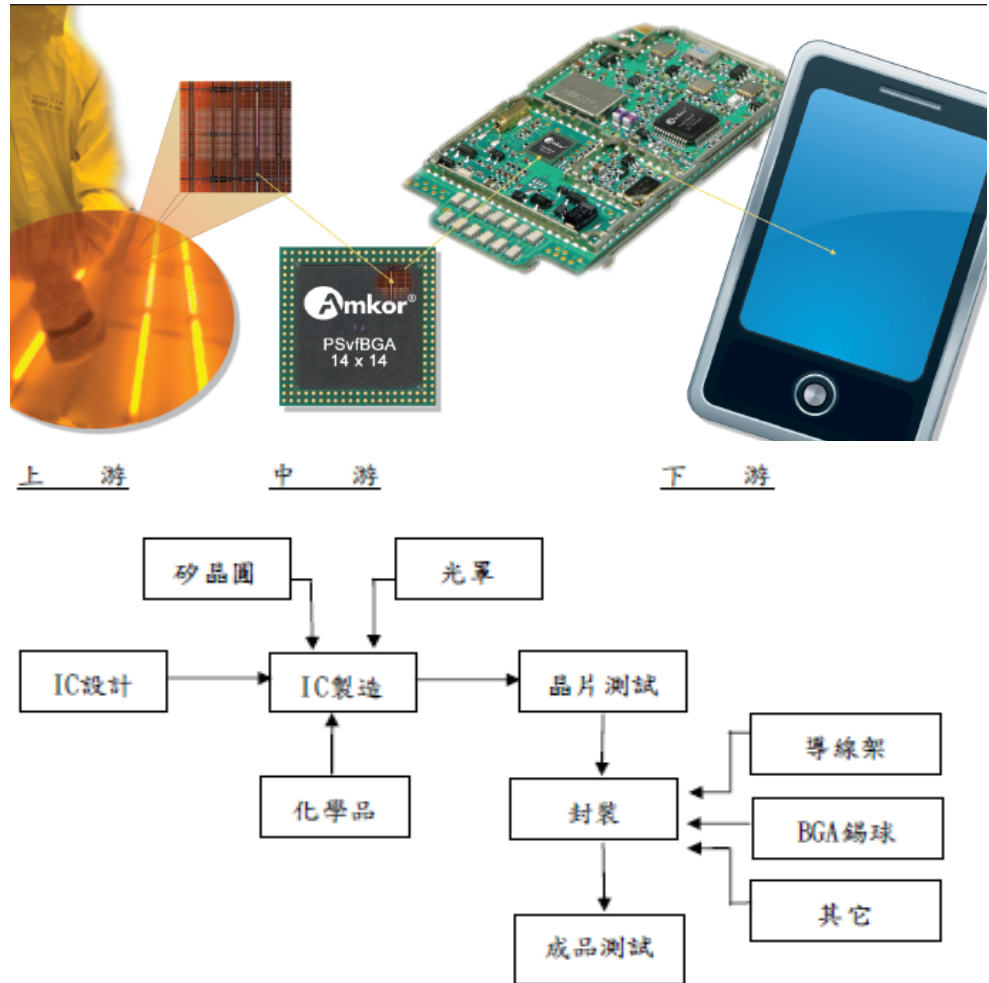 Amkor®
PSvfBGA
14 x 14
Amkor
Amkor
上 游
中 游
下 游
矽晶圓
光罩
IC設計
IC製造
晶片測試
導線架
化學品
封裝
BGA錫球
其它
成品測試